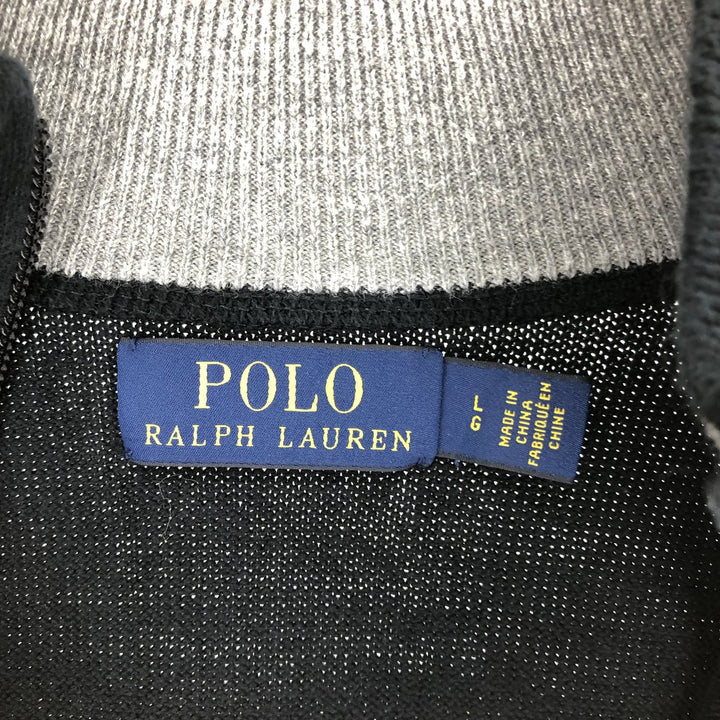 POLO
RALPH LAUREN
L
G
MADE IN
CHINA
FABRIQUÉ EN
CHINE